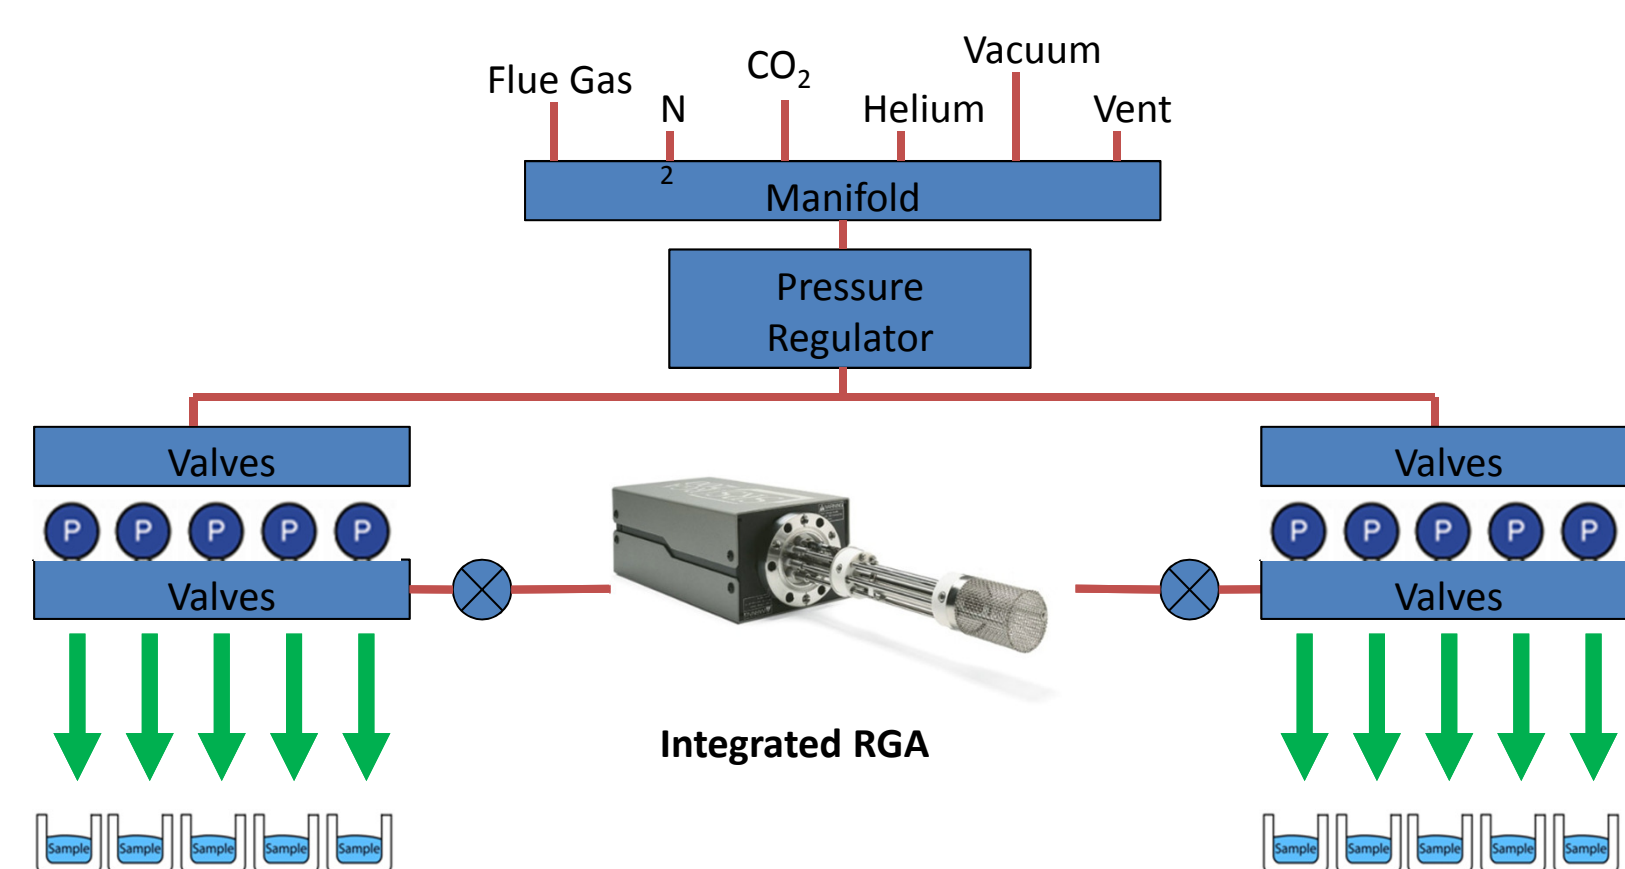 Vacuum
CO₂
Flue Gas
N
2
Helium
Vent
Manifold
Pressure
Regulator
Valves
Valves
P P P P P
P P P P P
Valves
Valves
Integrated RGA
Sample Sample Sample Sample Sample
Sample Sample Sample Sample Sample